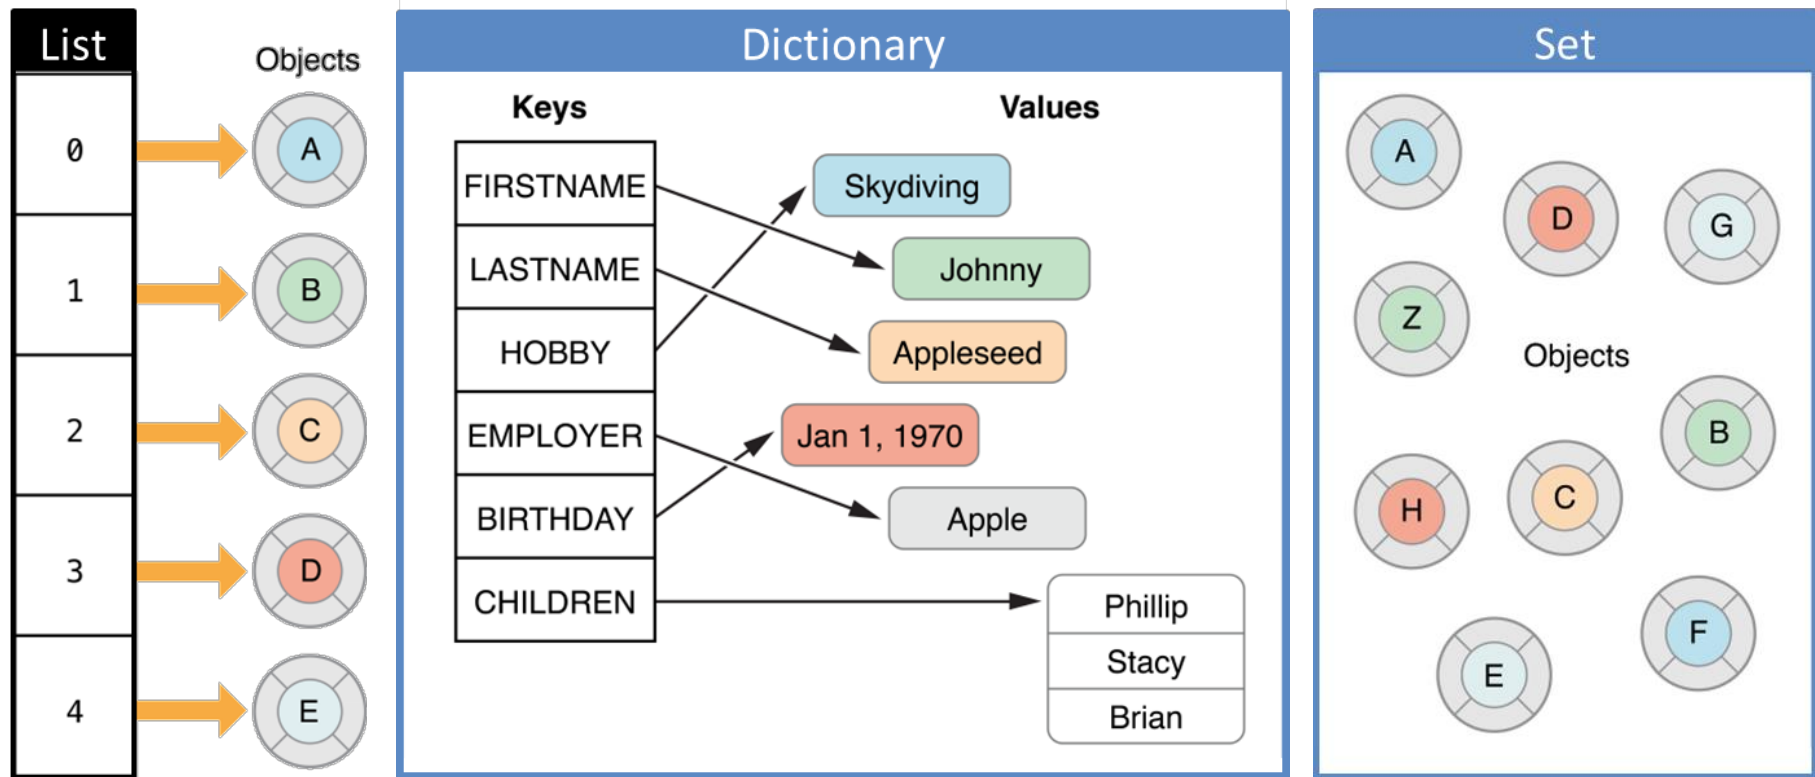 List
Objects
0
A
1
B
2
C
3
D
4
E
Dictionary
Keys
Values
FIRSTNAME
LASTNAME
HOBBY
EMPLOYER
BIRTHDAY
CHILDREN
Skydiving
Johnny
Appleseed
Jan 1, 1970
Apple
Phillip
Stacy
Brian
Set
A
D
G
Z
Objects
B
H
C
F
E